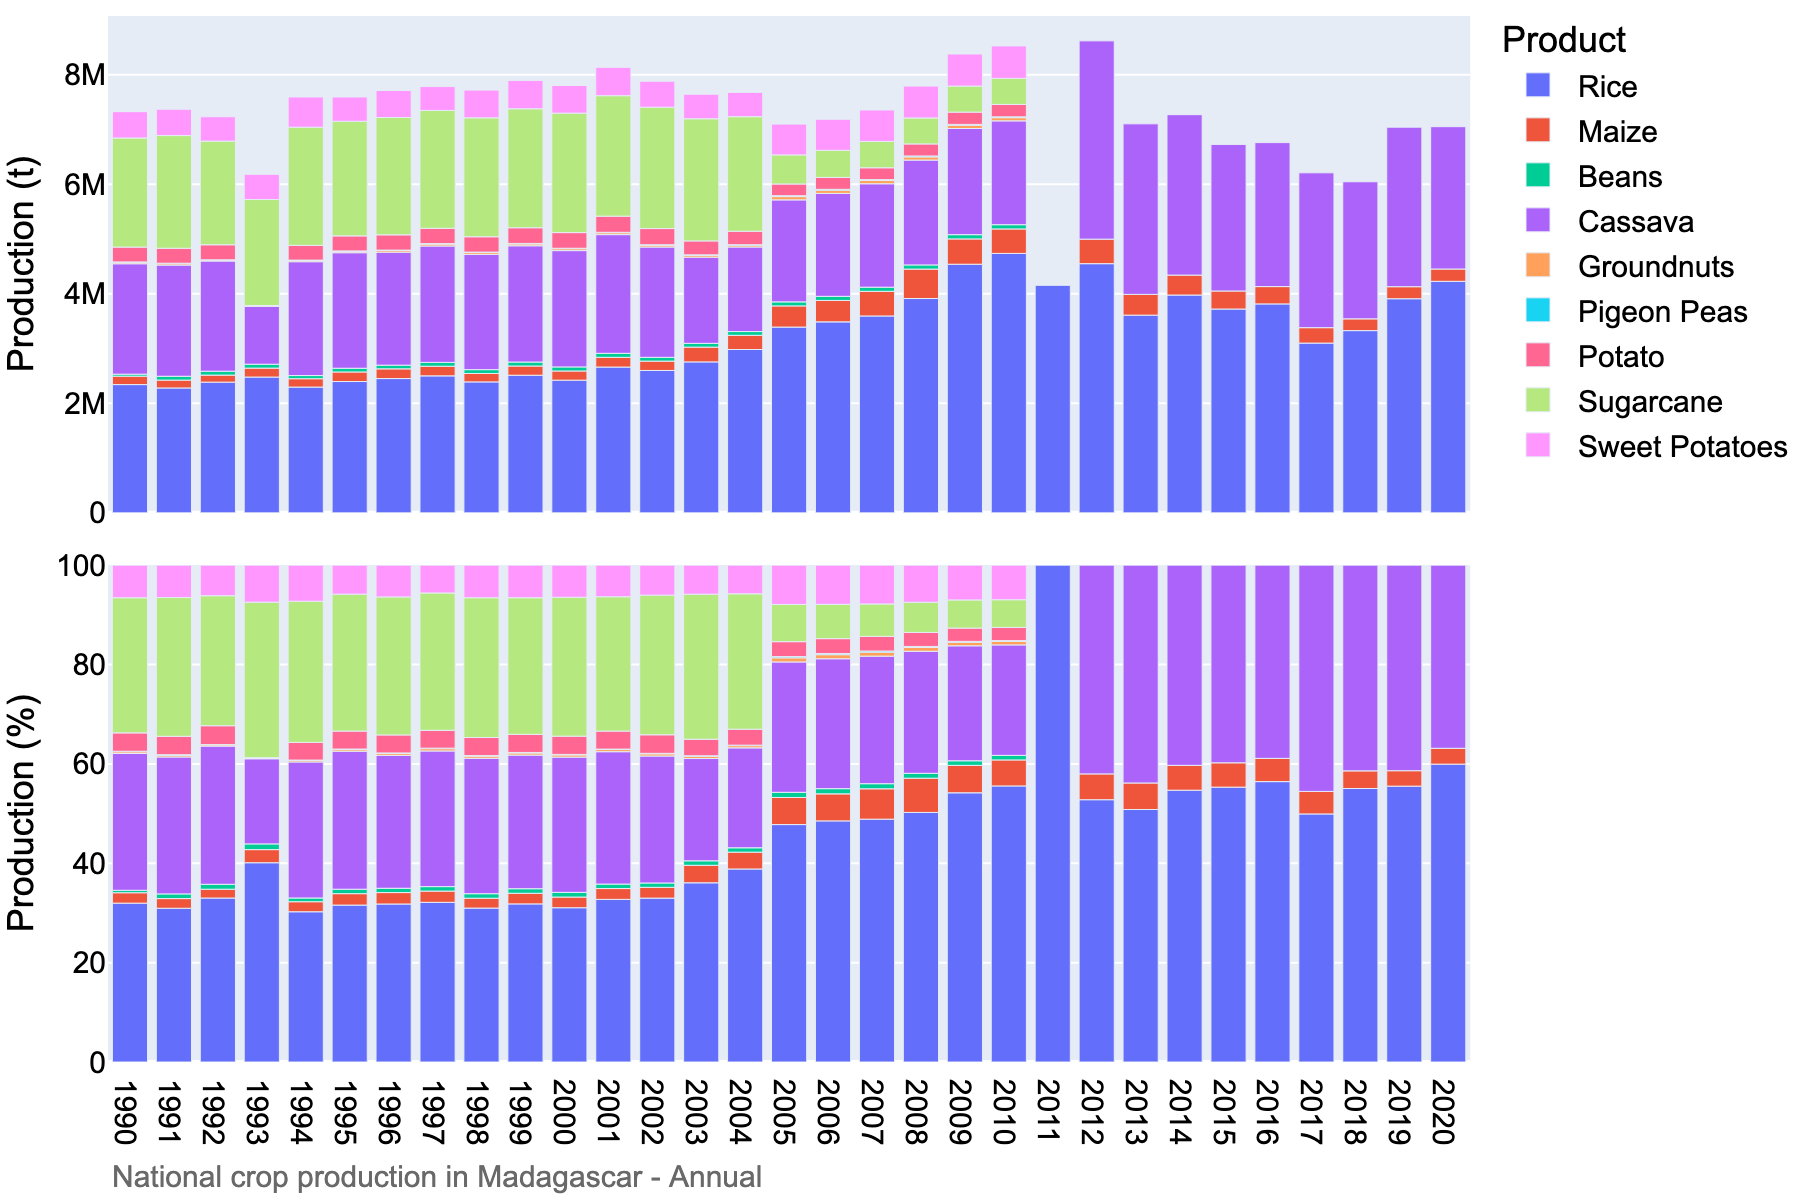 Production (t)
8M
6M
4M
2M
0
Product
Rice
Maize
Beans
Cassava
Groundnuts
Pigeon Peas
Potato
Sugarcane
Sweet Potatoes
Production (%)
100
80
60
40
20
0
1990
1991
1992
1993
1994
1995
1996
1997
1998
1999
2000
2001
2002
2003
2004
2005
2006
2007
2008
2009
2010
2011
2012
2013
2014
2015
2016
2017
2018
2019
2020
National crop production in Madagascar - Annual